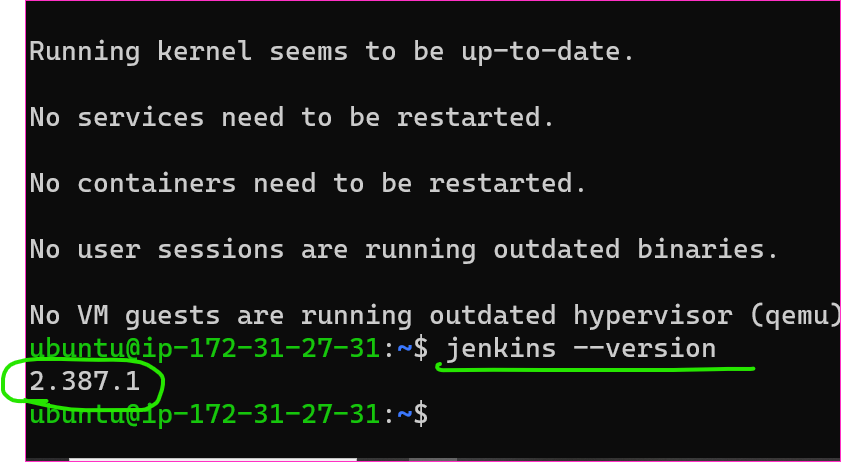 Running kernel seems to be up-to-date.
No services need to be restarted.
No containers need to be restarted.
No user sessions are running outdated binaries.
No VM guests are running outdated hypervisor (qemu)
ubuntu@ip-172-31-27-31:~$ jenkins --version
2.387.1
ubuntu@ip-172-31-27-31:~$